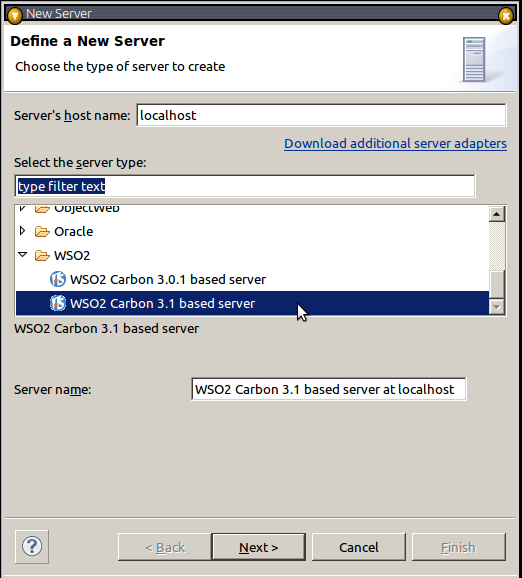 New Server
Define a New Server
Choose the type of server to create
Server's host name: localhost
Download additional server adapters
Select the server type:
type filter text
ObjectWeb
Oracle
WSO2
WSO2 Carbon 3.0.1 based server
WSO2 Carbon 3.1 based server
WSO2 Carbon 3.1 based server
Server name: WSO2 Carbon 3.1 based server at localhost
? < Back Next > Cancel Finish